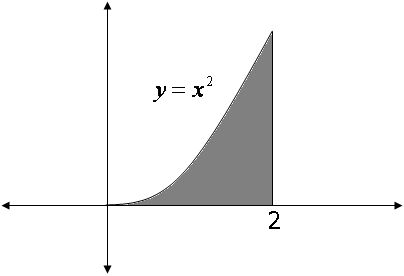 y = x²
2